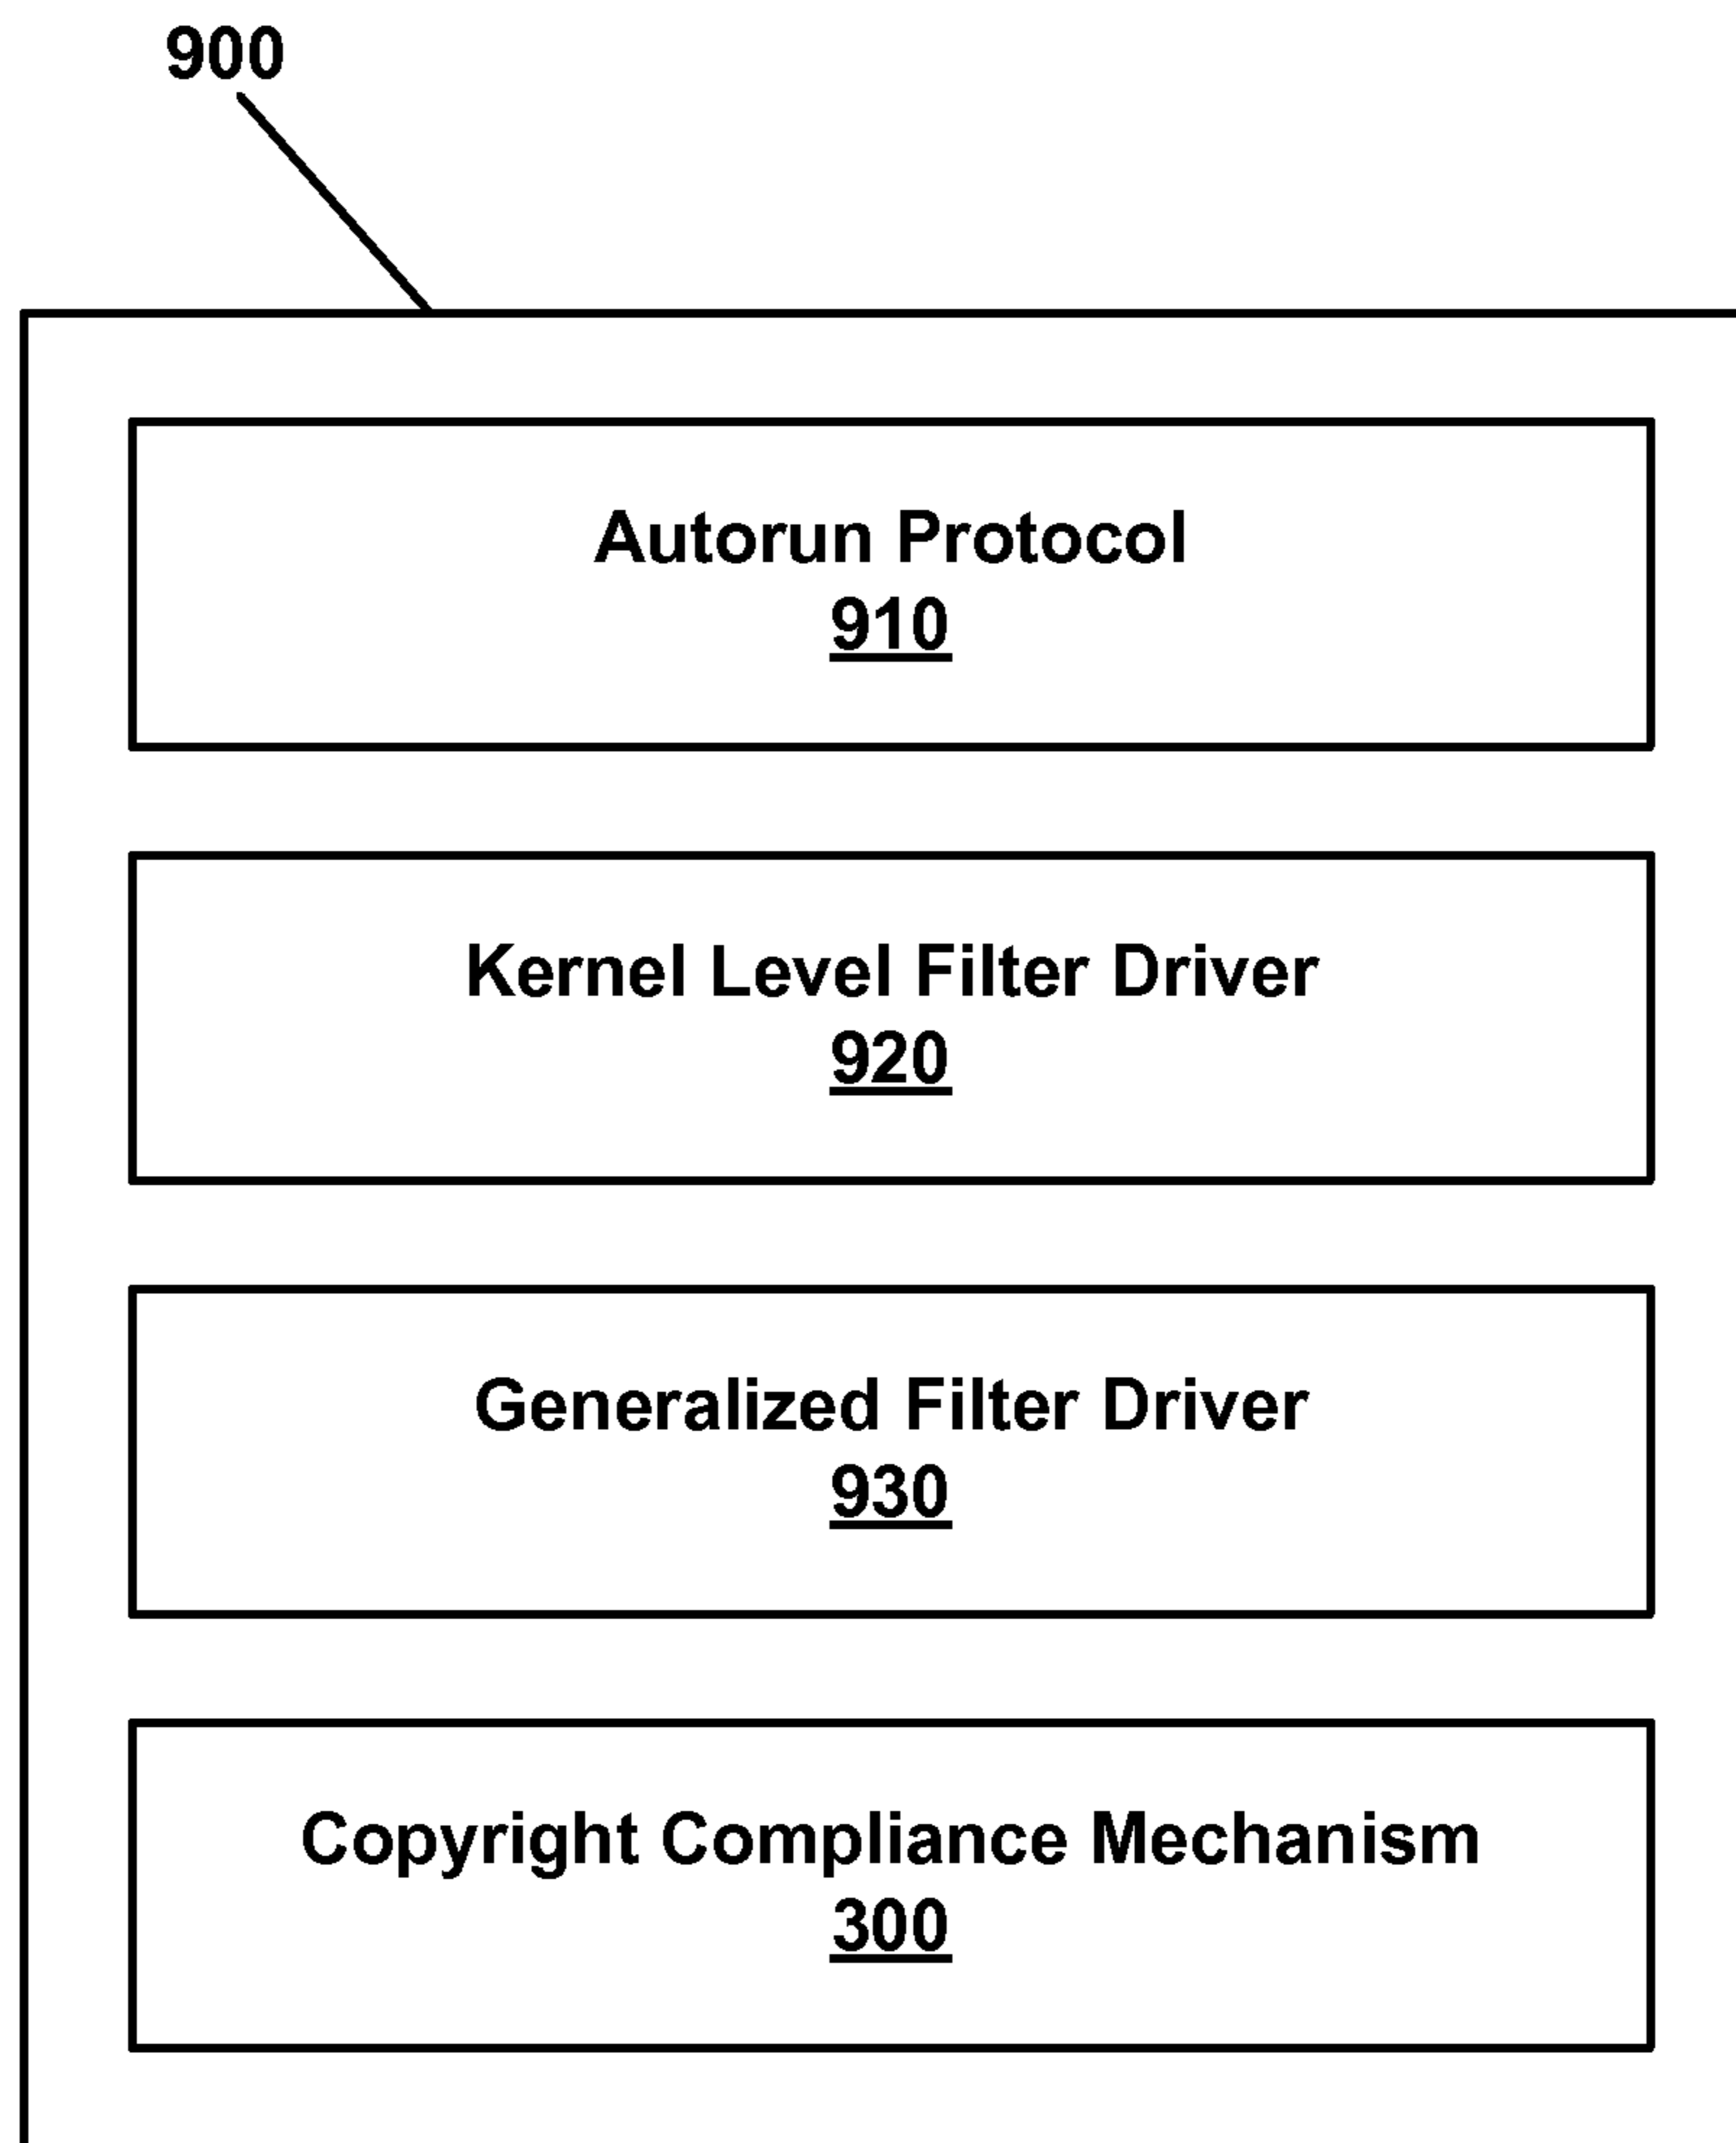 900
Autorun Protocol
910
Kernel Level Filter Driver
920
Generalized Filter Driver
930
Copyright Compliance Mechanism
300